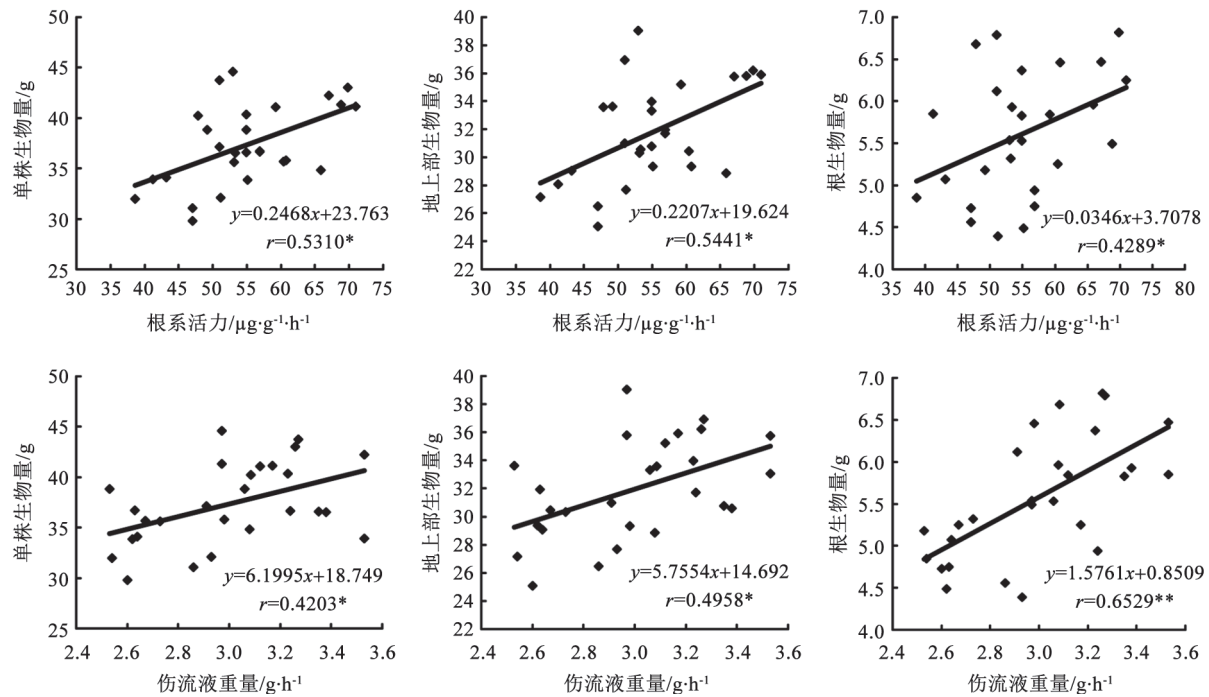 50
45
40
35
30
25
单株生物量/g
y=0.2468x+23.763
r=0.5310*
30 35 40 45 50 55 60 65 70 75
根系活力/μg·g⁻¹·h⁻¹
40
38
36
34
32
30
28
26
24
22
地上部生物量/g
y=0.2207x+19.624
r=0.5441*
30 35 40 45 50 55 60 65 70 75
根系活力/μg·g⁻¹·h⁻¹
7.0
6.5
6.0
5.5
5.0
4.5
4.0
根生物量/g
y=0.0346x+3.7078
r=0.4289*
35 40 45 50 55 60 65 70 75 80
根系活力/μg·g⁻¹·h⁻¹
50
45
40
35
30
25
单株生物量/g
y=6.1995x+18.749
r=0.4203*
2.4 2.6 2.8 3.0 3.2 3.4 3.6
伤流液重量/g·h⁻¹
40
38
36
34
32
30
28
26
24
22
地上部生物量/g
y=5.7554x+14.692
r=0.4958*
2.4 2.6 2.8 3.0 3.2 3.4 3.6
伤流液重量/g·h⁻¹
7.0
6.5
6.0
5.5
5.0
4.5
4.0
根生物量/g
y=1.5761x+0.8509
r=0.6529**
2.4 2.6 2.8 3.0 3.2 3.4 3.6
伤流液重量/g·h⁻¹